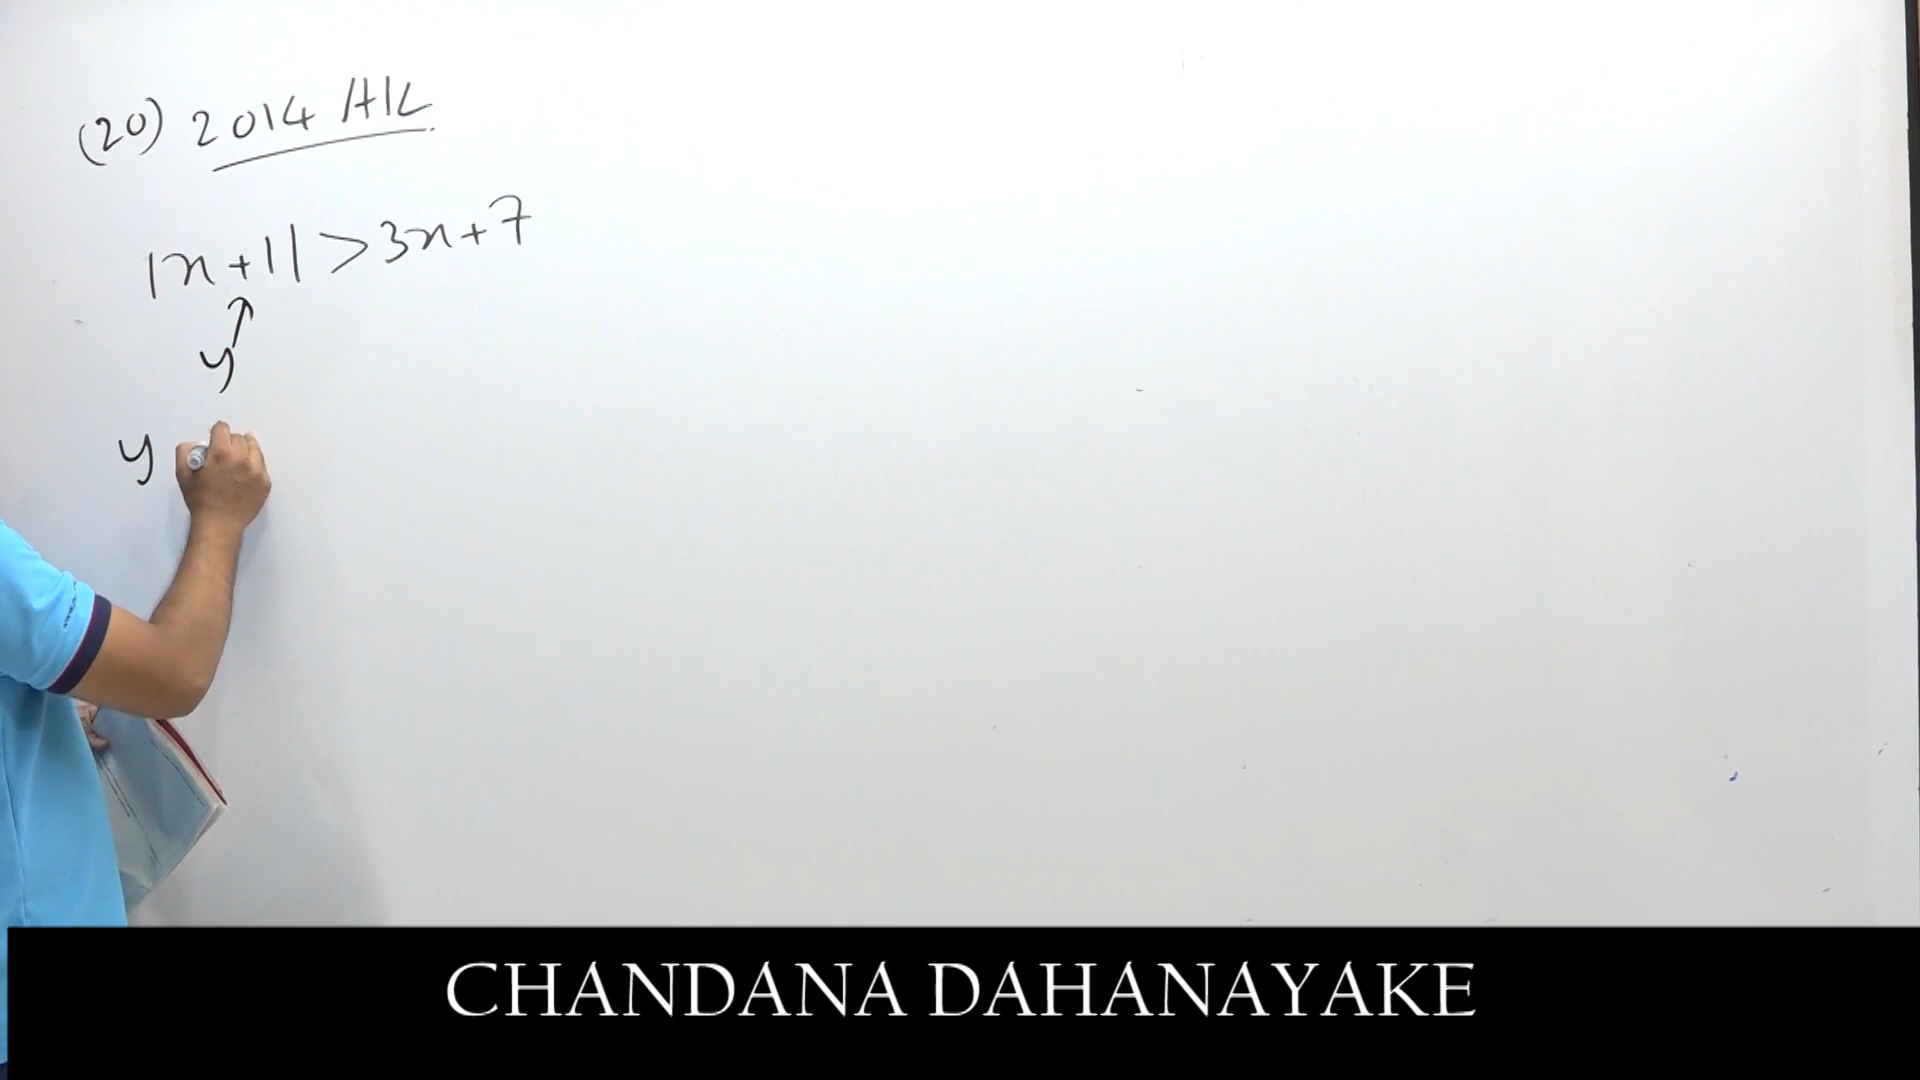 (20) 2014 A/L
|x+1| > 3x+7
y
y
CHANDANA DAHANAYAKE